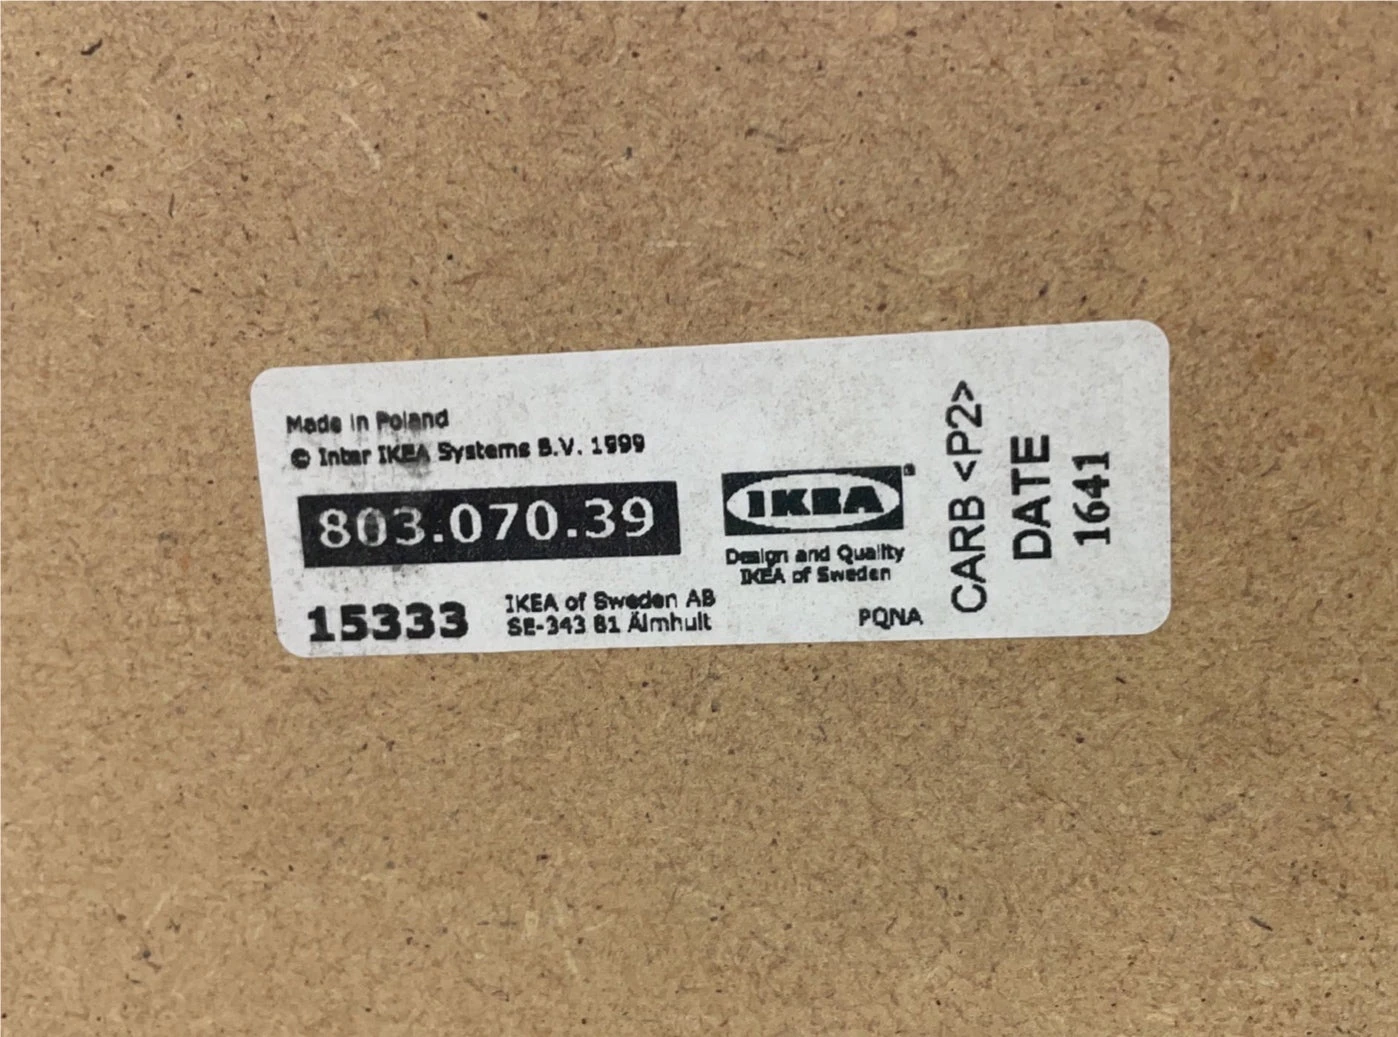 Made in Poland
© Inter IKEA Systems B.V. 1999
803.070.39
15333
IKEA of Sweden AB
SE-343 81 Älmhult
IKEA®
Design and Quality
IKEA of Sweden
PQNA
CARB <P2>
DATE
1641